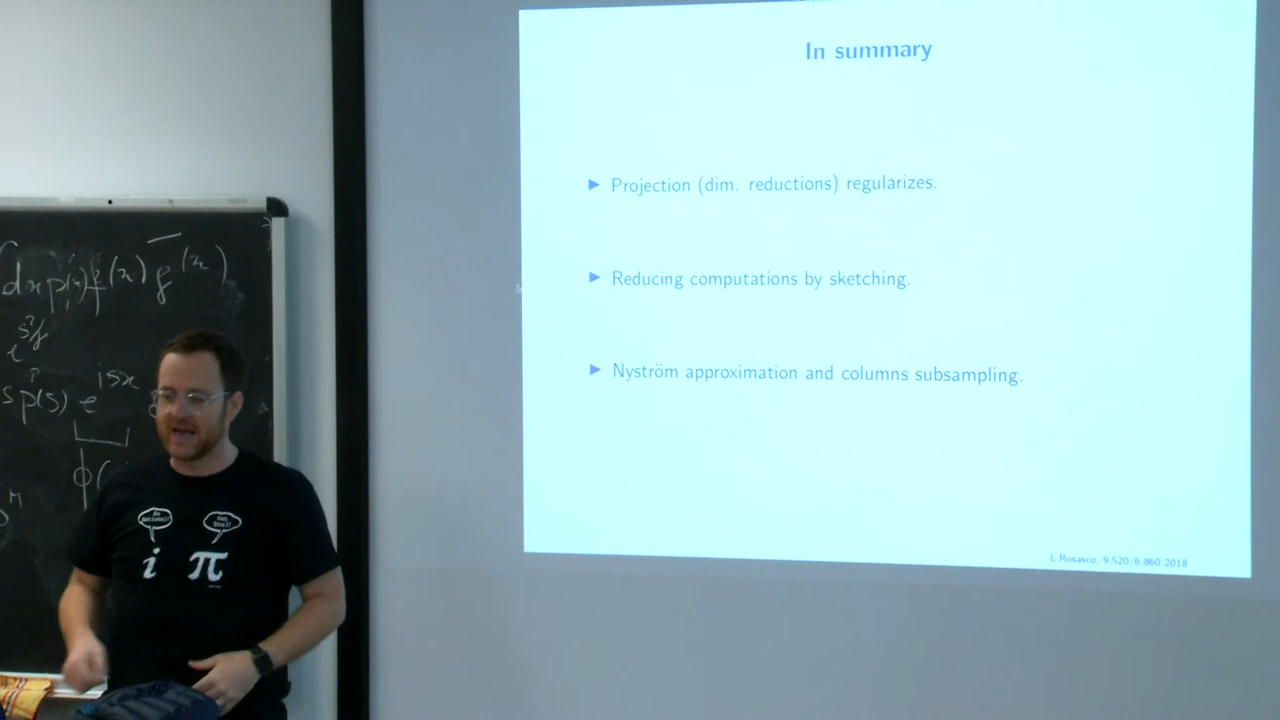 In summary
▶ Projection (dim. reductions) regularizes.
▶ Reducing computations by sketching.
▶ Nyström approximation and columns subsampling.
L.Rosasco, 9.520/6.860 2018
i π
p(s) e^{isx}